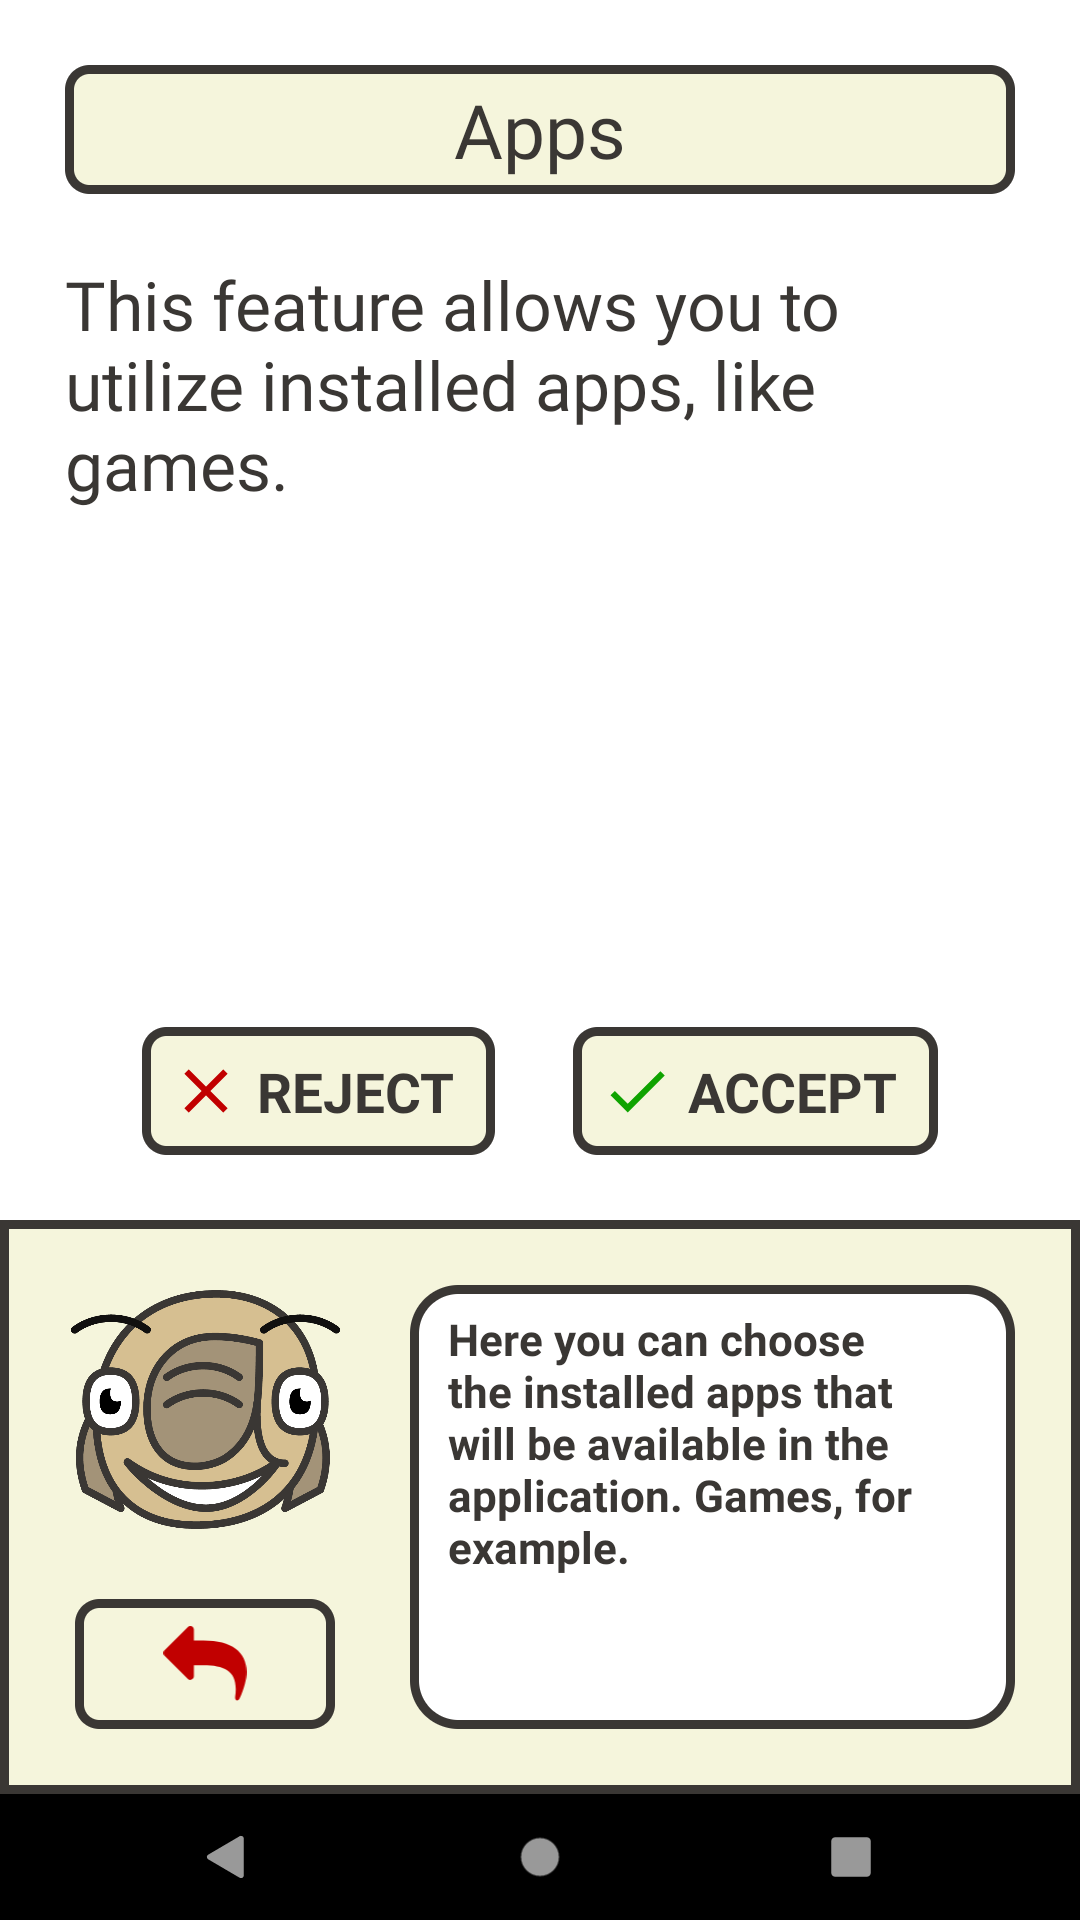 Apps
This feature allows you to
utilize installed apps, like
games.
REJECT
ACCEPT
Here you can choose
the installed apps that
will be available in the
application. Games, for
example.